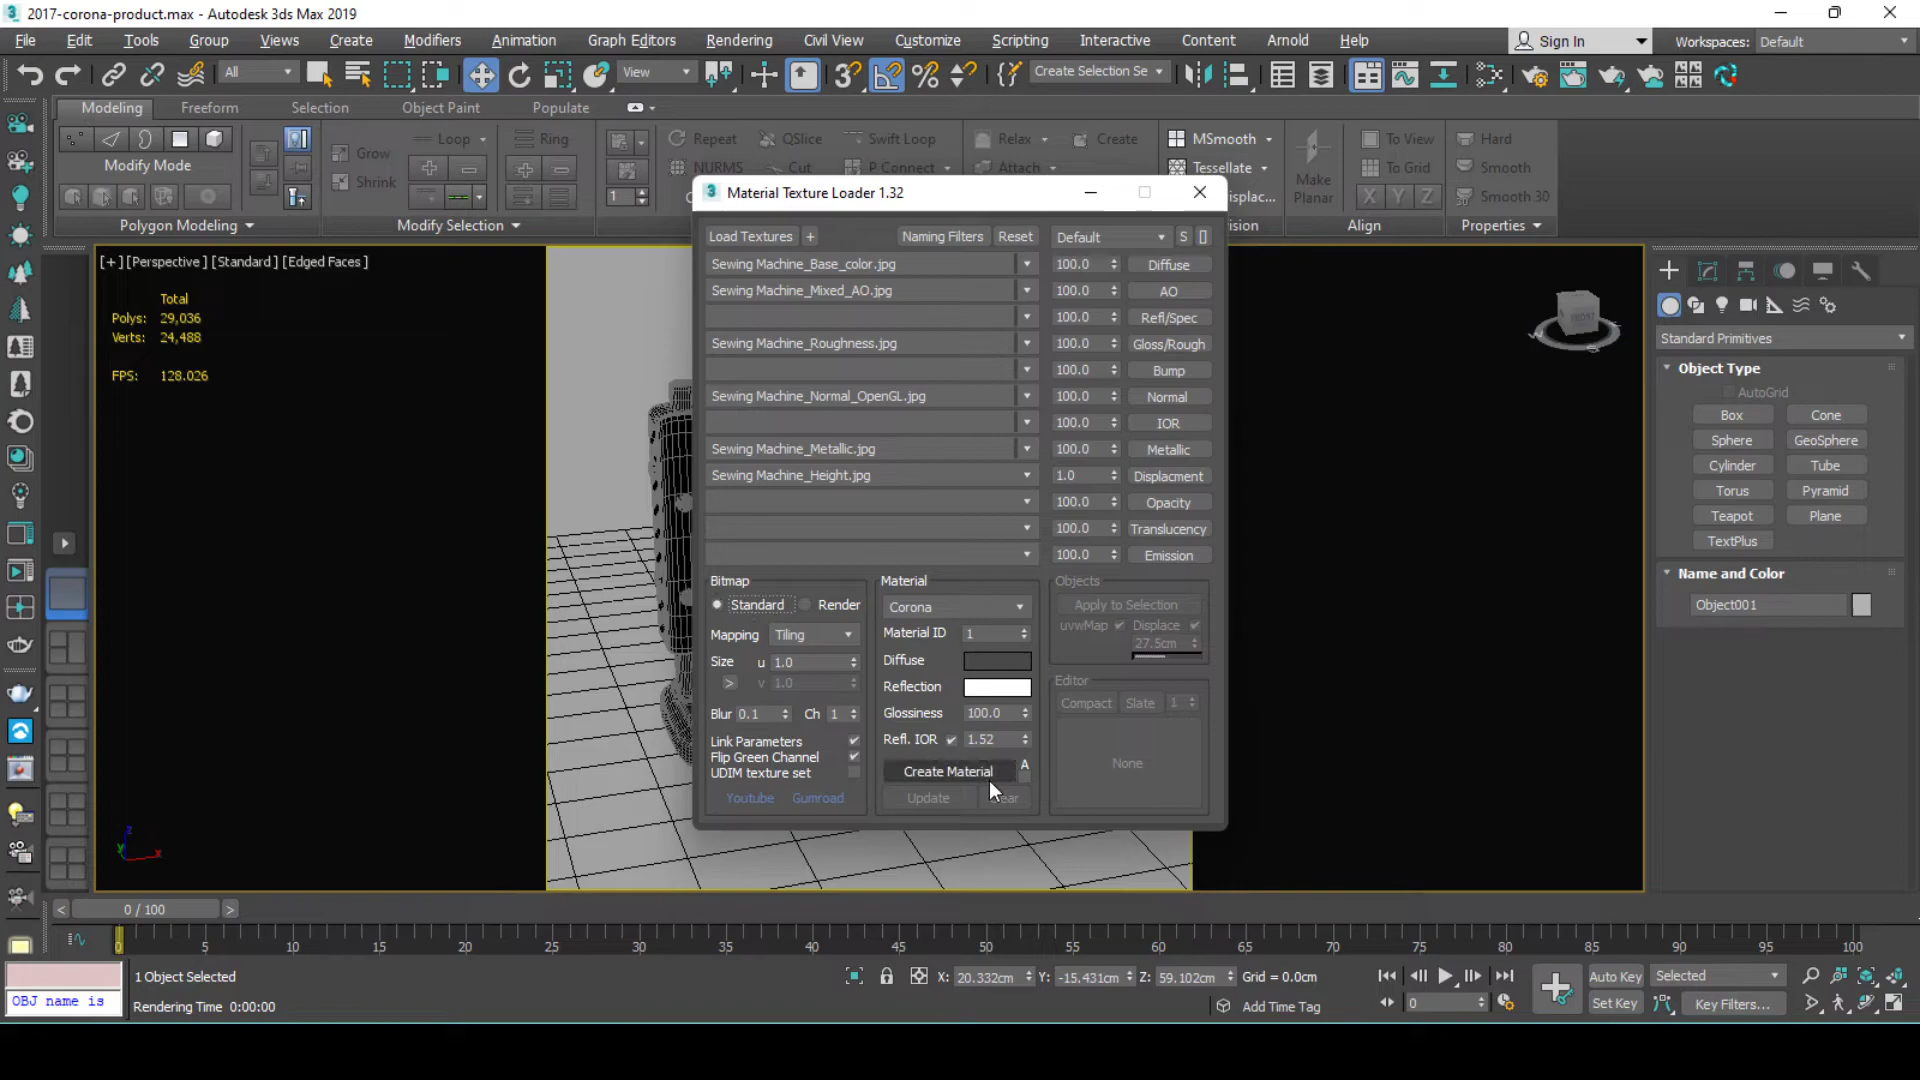 2017-corona-product.max - Autodesk 3ds Max 2019
File Edit Tools Group Views Create Modifiers Animation Graph Editors Rendering Civil View Customize Scripting Interactive Content Arnold Help Sign In Workspaces: Default
All View Create Selection Se
Modeling Freeform Selection Object Paint Populate
Loop Ring Repeat QSlice Swift Loop Relax Create MSmooth To View Hard
Modify Mode Grow NURMS Cut P Connect Attach Tessellate To Grid Smooth
Shrink 1 Make Planar X Y Z Smooth 30
Polygon Modeling Modify Selection Align Properties
Material Texture Loader 1.32
Load Textures + Naming Filters Reset Default S []
Sewing Machine_Base_color.jpg 100.0 Diffuse
Sewing Machine_Mixed_AO.jpg 100.0 AO
100.0 Refl/Spec
Sewing Machine_Roughness.jpg 100.0 Gloss/Rough
100.0 Bump
Sewing Machine_Normal_OpenGL.jpg 100.0 Normal
100.0 IOR
Sewing Machine_Metallic.jpg 100.0 Metallic
Sewing Machine_Height.jpg 1.0 Displacment
100.0 Opacity
100.0 Translucency
100.0 Emission
Bitmap
Standard Render
Mapping Tiling
Size u 1.0
> v 1.0
Blur 0.1 Ch 1
Link Parameters
Flip Green Channel
UDIM texture set
Youtube Gumroad
Material
Corona
Material ID 1
Diffuse
Reflection
Glossiness 100.0
Refl. IOR 1.52
Create Material A
Update
Objects
Apply to Selection
uvwMap Displace
27.5cm
Editor
Compact Slate 1
None
[+] [Perspective] [Standard] [Edged Faces]
Total
Polys: 29,036
Verts: 24,488
FPS: 128.026
z
y x
FRONT
Standard Primitives
Object Type
AutoGrid
Box Cone
Sphere GeoSphere
Cylinder Tube
Torus Pyramid
Teapot Plane
TextPlus
Name and Color
Object001
< 0 / 100 >
0 5 10 15 20 25 30 35 40 45 50 55 60 65 70 75 80 85 90 95 100
1 Object Selected X: 20.332cm Y: -15.431cm Z: 59.102cm Grid = 0.0cm Auto Key Selected
OBJ name is Rendering Time 0:00:00 Add Time Tag 0 Set Key Key Filters...